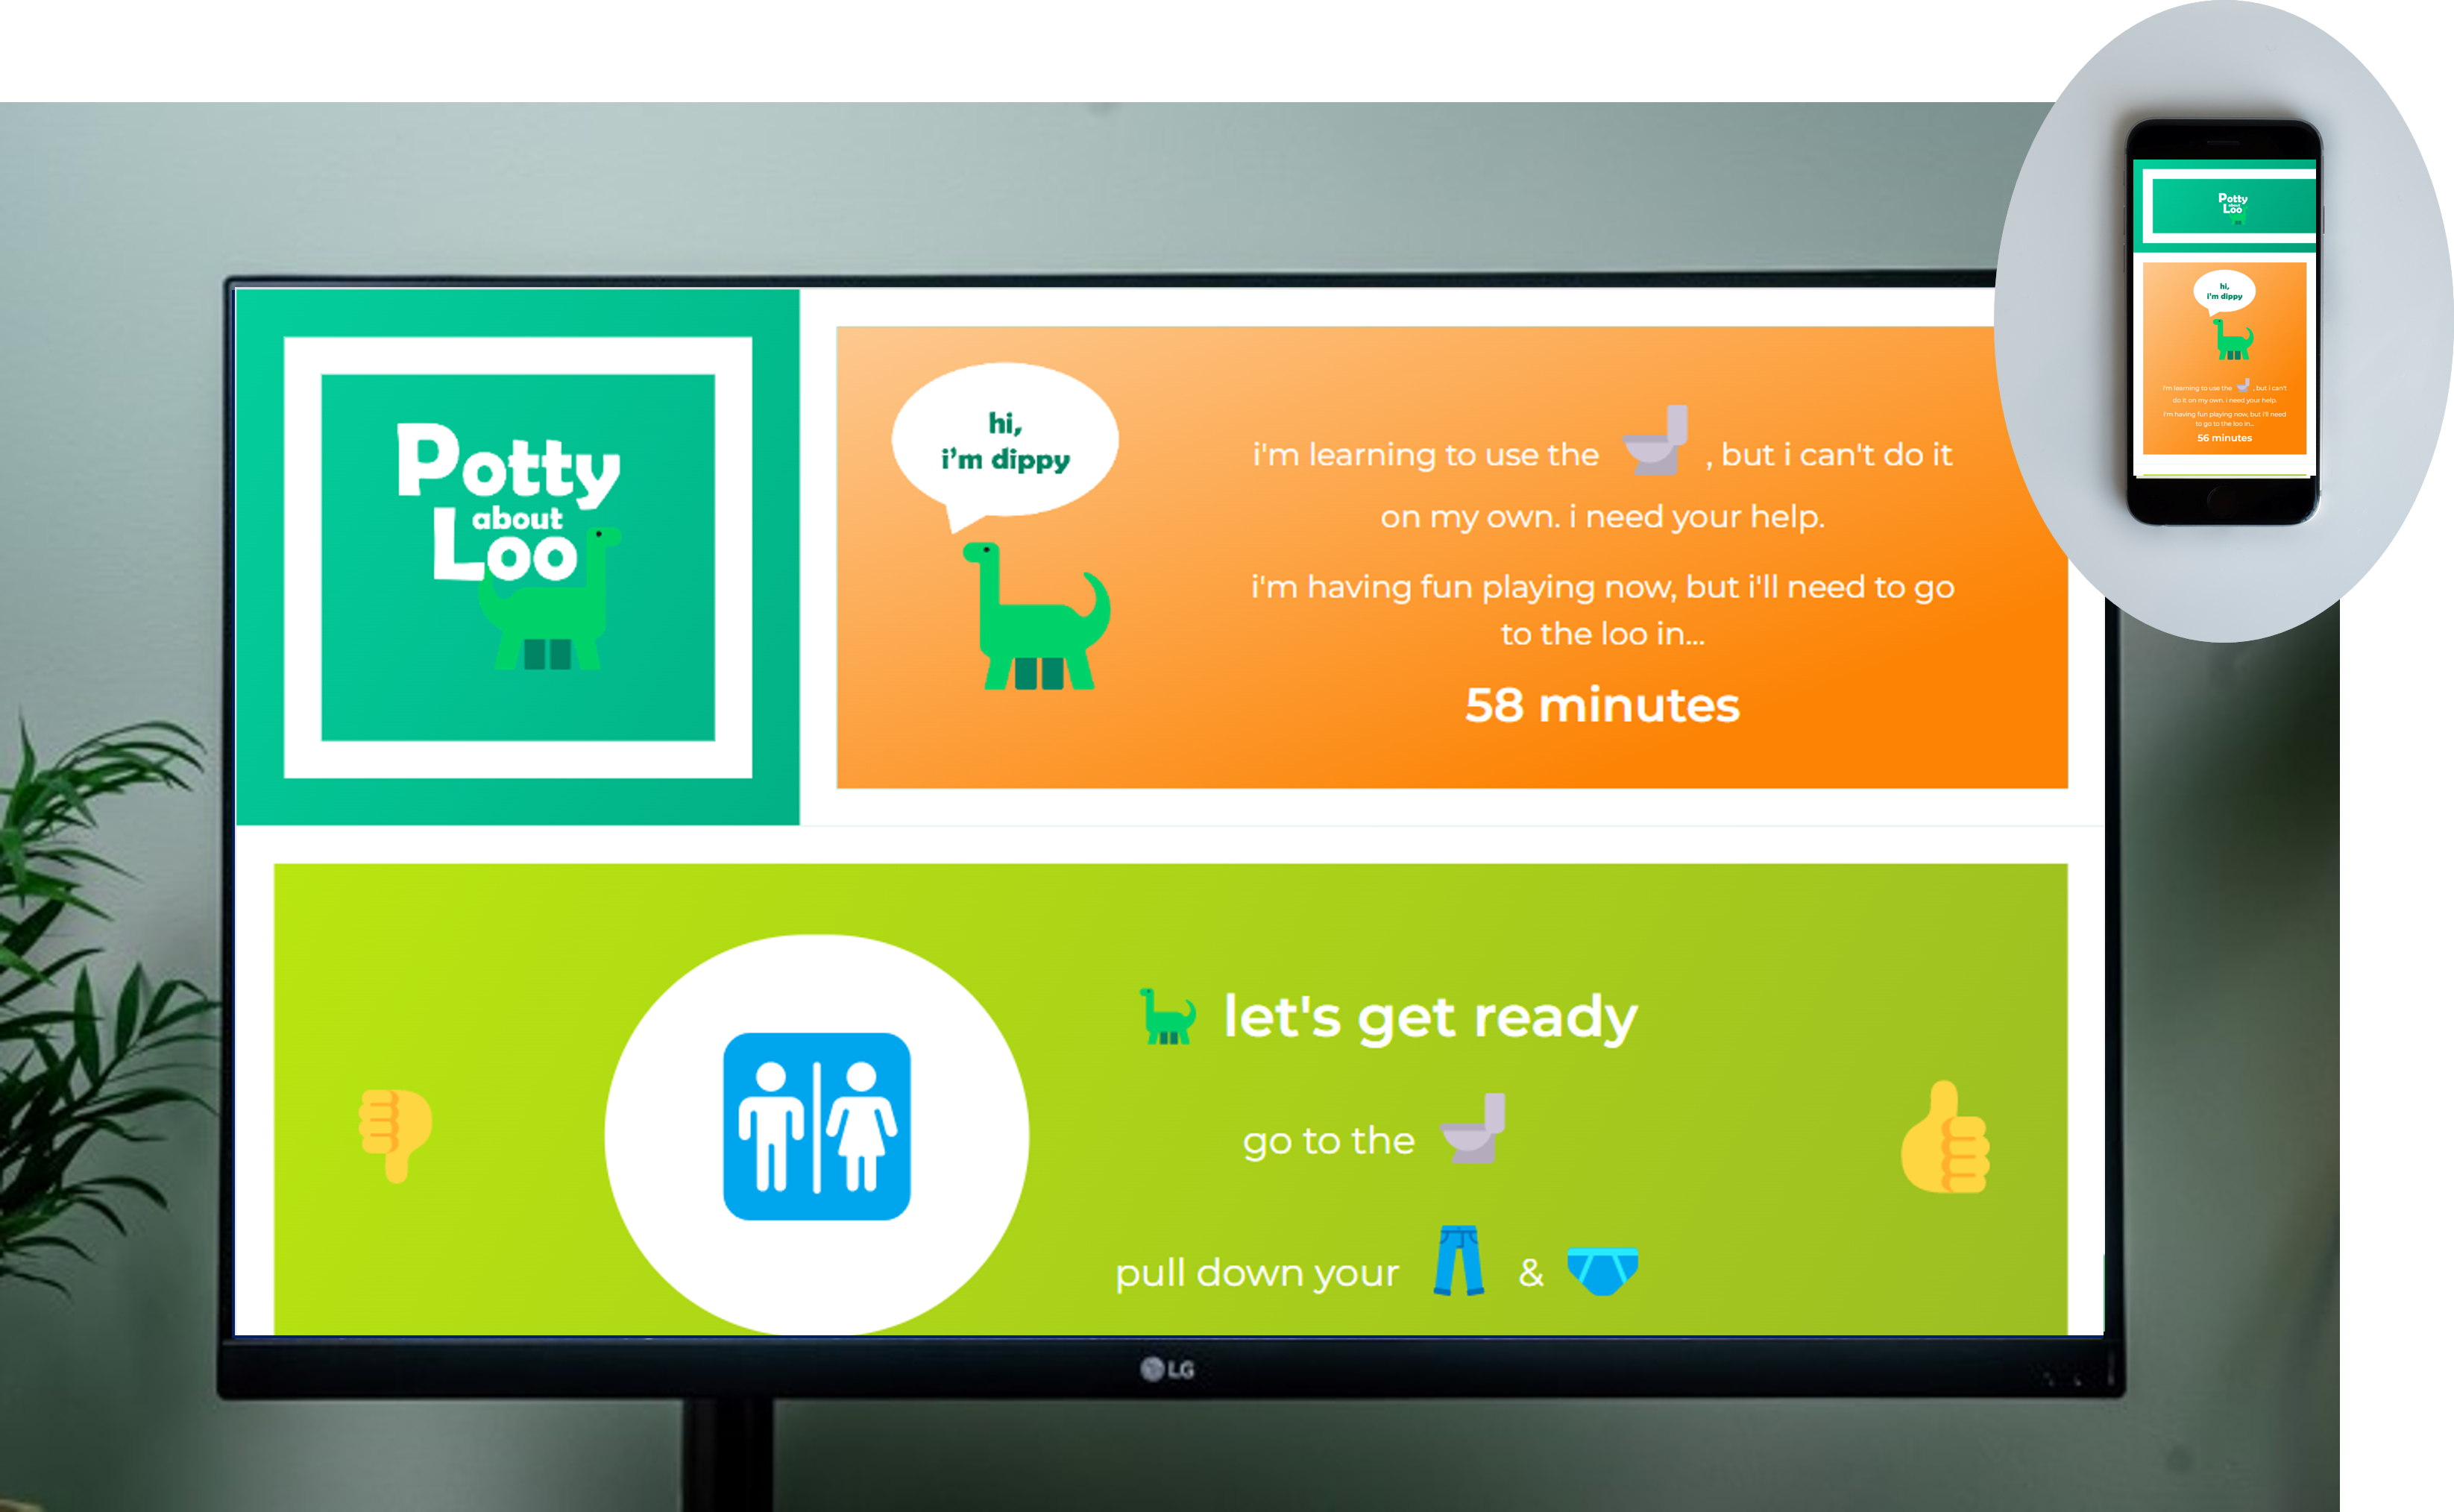 Potty
about
Loo
hi,
i'm dippy
i'm learning to use the , but i can't do it
on my own. i need your help.
i'm having fun playing now, but i'll need to go
to the loo in...
58 minutes
let's get ready
go to the
pull down your &
LG
Potty
about
Loo
hi,
i'm dippy
i'm learning to use the , but i can't
do it on my own. i need your help.
i'm having fun playing now, but i'll need
to go to the loo in...
56 minutes